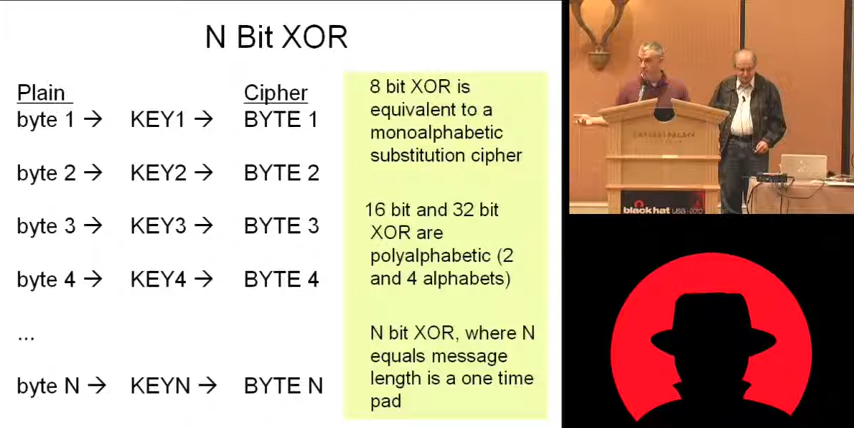 N Bit XOR
Plain
Cipher
byte 1 → KEY1 → BYTE 1
byte 2 → KEY2 → BYTE 2
byte 3 → KEY3 → BYTE 3
byte 4 → KEY4 → BYTE 4
...
byte N → KEYN → BYTE N
8 bit XOR is
equivalent to a
monoalphabetic
substitution cipher
16 bit and 32 bit
XOR are
polyalphabetic (2
and 4 alphabets)
N bit XOR, where N
equals message
length is a one time
pad
CAESARS PALACE
black hat USA+2010